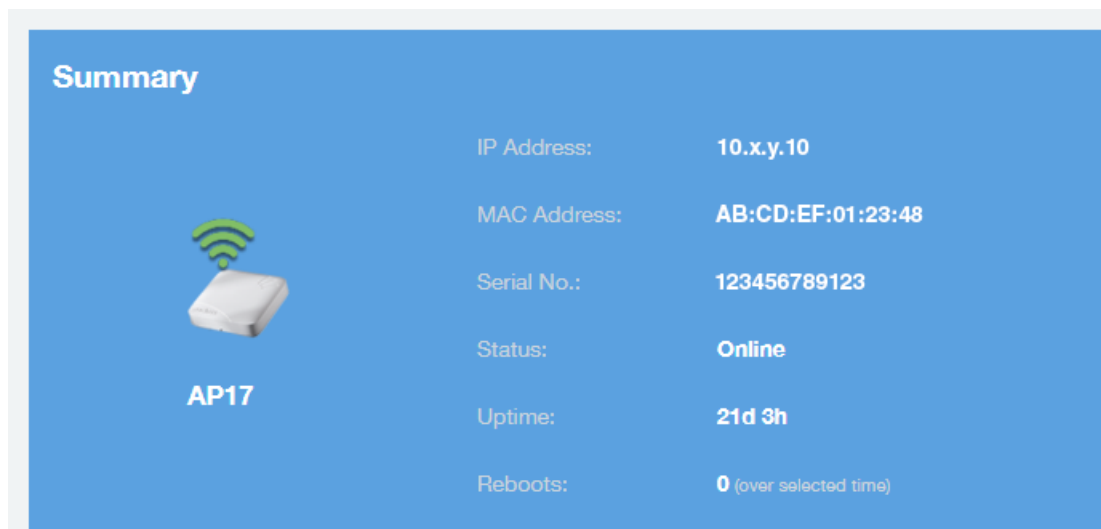 Summary
IP Address: 10.x.y.10
MAC Address: AB:CD:EF:01:23:48
Serial No.: 123456789123
Status: Online
AP17
Uptime: 21d 3h
Reboots: 0 (over selected time)